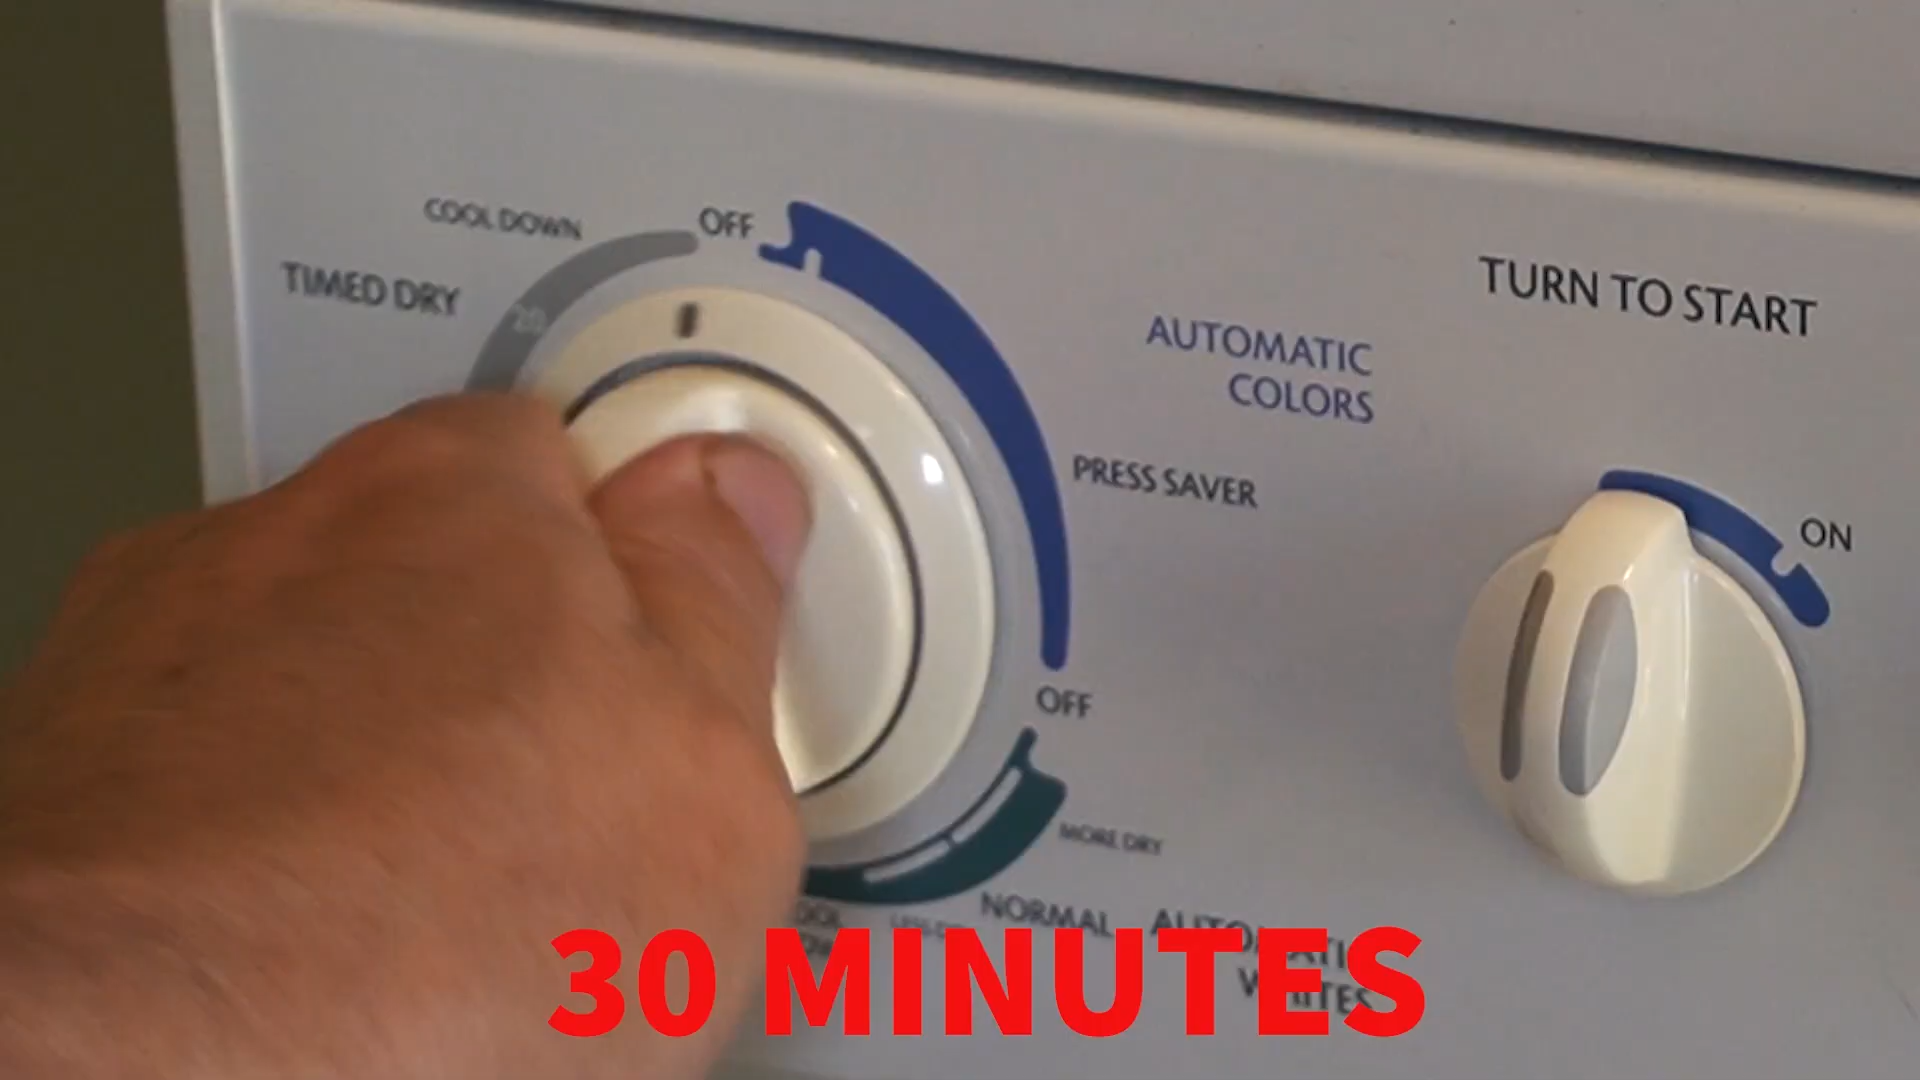 COOL DOWN
OFF
TIMED DRY
20
TURN TO START
AUTOMATIC
COLORS
PRESS SAVER
ON
OFF
MORE DRY
NORMAL
30 MINUTES